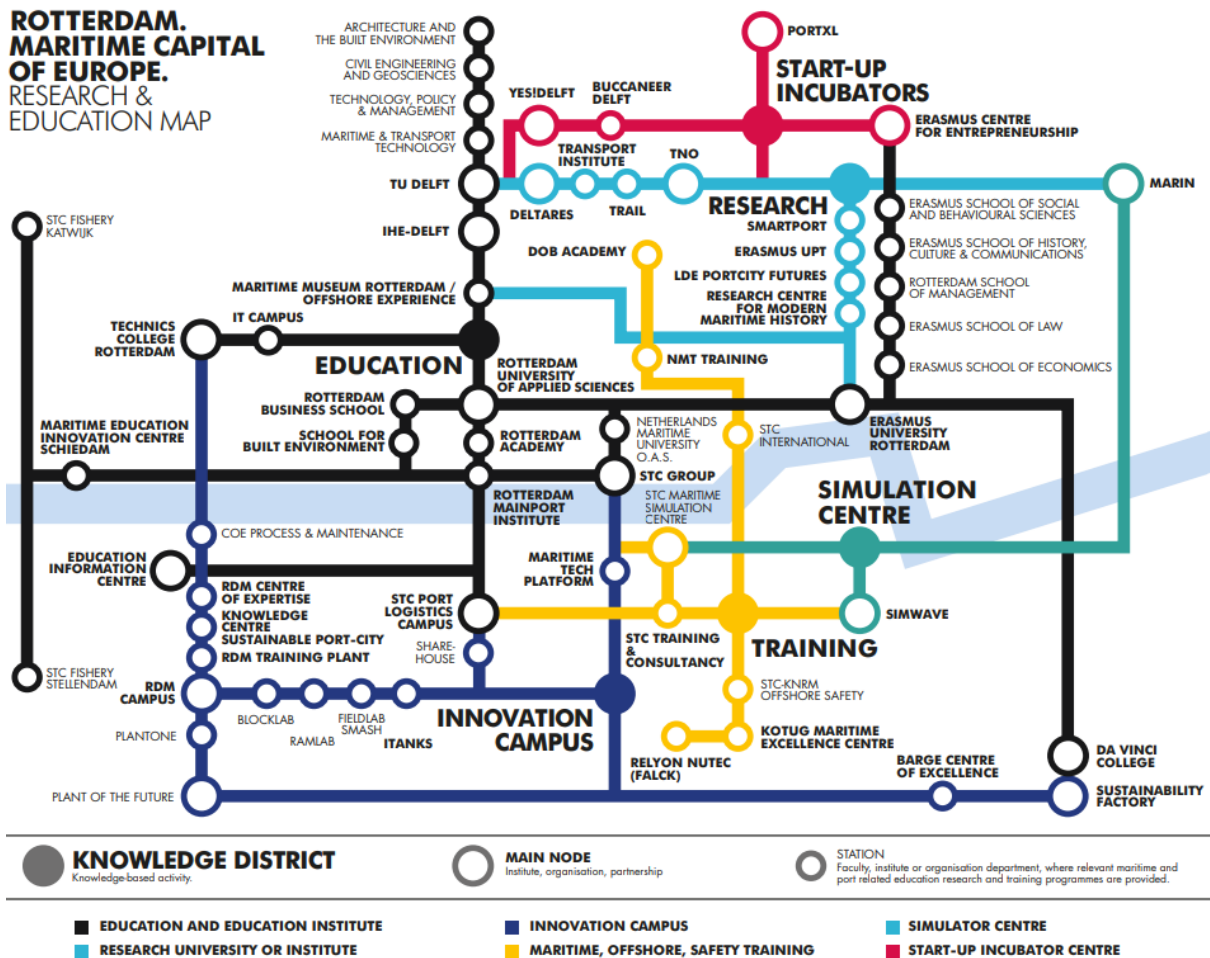 ROTTERDAM.
MARITIME CAPITAL
OF EUROPE.
RESEARCH &
EDUCATION MAP
ARCHITECTURE AND
THE BUILT ENVIRONMENT
CIVIL ENGINEERING
AND GEOSCIENCES
TECHNOLOGY, POLICY
& MANAGEMENT
MARITIME & TRANSPORT
TECHNOLOGY
TU DELFT
IHE-DELFT
PORTXL
START-UP
INCUBATORS
YES!DELFT
BUCCANEER
DELFT
ERASMUS CENTRE
FOR ENTREPRENEURSHIP
TRANSPORT
INSTITUTE
TNO
DELTARES
TRAIL
RESEARCH
MARIN
SMARTPORT
ERASMUS UPT
LDE PORTCITY FUTURES
RESEARCH CENTRE
FOR MODERN
MARITIME HISTORY
ERASMUS SCHOOL OF SOCIAL
AND BEHAVIOURAL SCIENCES
ERASMUS SCHOOL OF HISTORY,
CULTURE & COMMUNICATIONS
ROTTERDAM SCHOOL
OF MANAGEMENT
ERASMUS SCHOOL OF LAW
ERASMUS SCHOOL OF ECONOMICS
STC FISHERY
KATWIJK
DOB ACADEMY
MARITIME MUSEUM ROTTERDAM /
OFFSHORE EXPERIENCE
TECHNICS
COLLEGE
ROTTERDAM
IT CAMPUS
EDUCATION
NMT TRAINING
ROTTERDAM
UNIVERSITY
OF APPLIED SCIENCES
ROTTERDAM
BUSINESS SCHOOL
SCHOOL FOR
BUILT ENVIRONMENT
ROTTERDAM
ACADEMY
NETHERLANDS
MARITIME
UNIVERSITY
O.A.S.
STC
INTERNATIONAL
ERASMUS
UNIVERSITY
ROTTERDAM
MARITIME EDUCATION
INNOVATION CENTRE
SCHIEDAM
STC GROUP
ROTTERDAM
MAINPORT
INSTITUTE
STC MARITIME
SIMULATION
CENTRE
SIMULATION
CENTRE
COE PROCESS & MAINTENANCE
EDUCATION
INFORMATION
CENTRE
MARITIME
TECH
PLATFORM
RDM CENTRE
OF EXPERTISE
KNOWLEDGE
CENTRE
SUSTAINABLE PORT-CITY
RDM TRAINING PLANT
STC PORT
LOGISTICS
CAMPUS
STC TRAINING
&
CONSULTANCY
TRAINING
SIMWAVE
SHARE-
HOUSE
STC FISHERY
STELLENDAM
RDM
CAMPUS
BLOCKLAB
RAMLAB
FIELDLAB
SMASH
ITANKS
INNOVATION
CAMPUS
STC-KNRM
OFFSHORE SAFETY
PLANTONE
KOTUG MARITIME
EXCELLENCE CENTRE
RELYON NUTEC
(FALCK)
BARGE CENTRE
OF EXCELLENCE
DA VINCI
COLLEGE
PLANT OF THE FUTURE
SUSTAINABILITY
FACTORY
KNOWLEDGE DISTRICT
Knowledge-based activity.
MAIN NODE
Institute, organisation, partnership
STATION
Faculty, institute or organisation department, where relevant maritime and
port related education research and training programmes are provided.
EDUCATION AND EDUCATION INSTITUTE
INNOVATION CAMPUS
SIMULATOR CENTRE
RESEARCH UNIVERSITY OR INSTITUTE
MARITIME, OFFSHORE, SAFETY TRAINING
START-UP INCUBATOR CENTRE